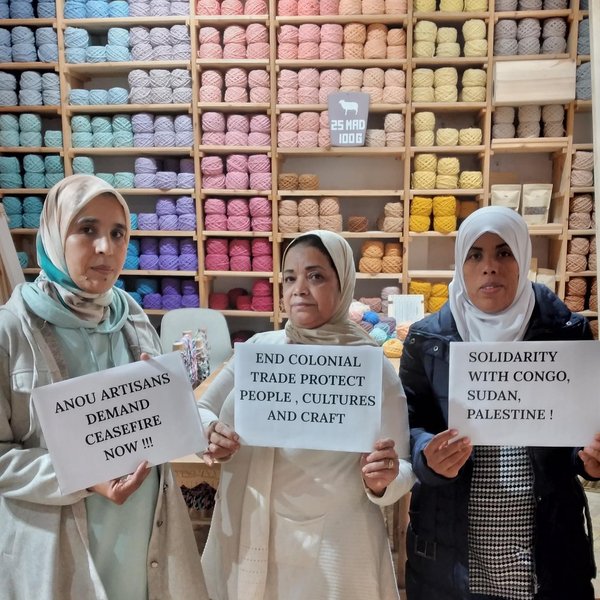 25 MAD
100G
ANOU ARTISANS
DEMAND
CEASEFIRE
NOW !!!
END COLONIAL
TRADE PROTECT
PEOPLE , CULTURES
AND CRAFT
SOLIDARITY
WITH CONGO,
SUDAN,
PALESTINE !